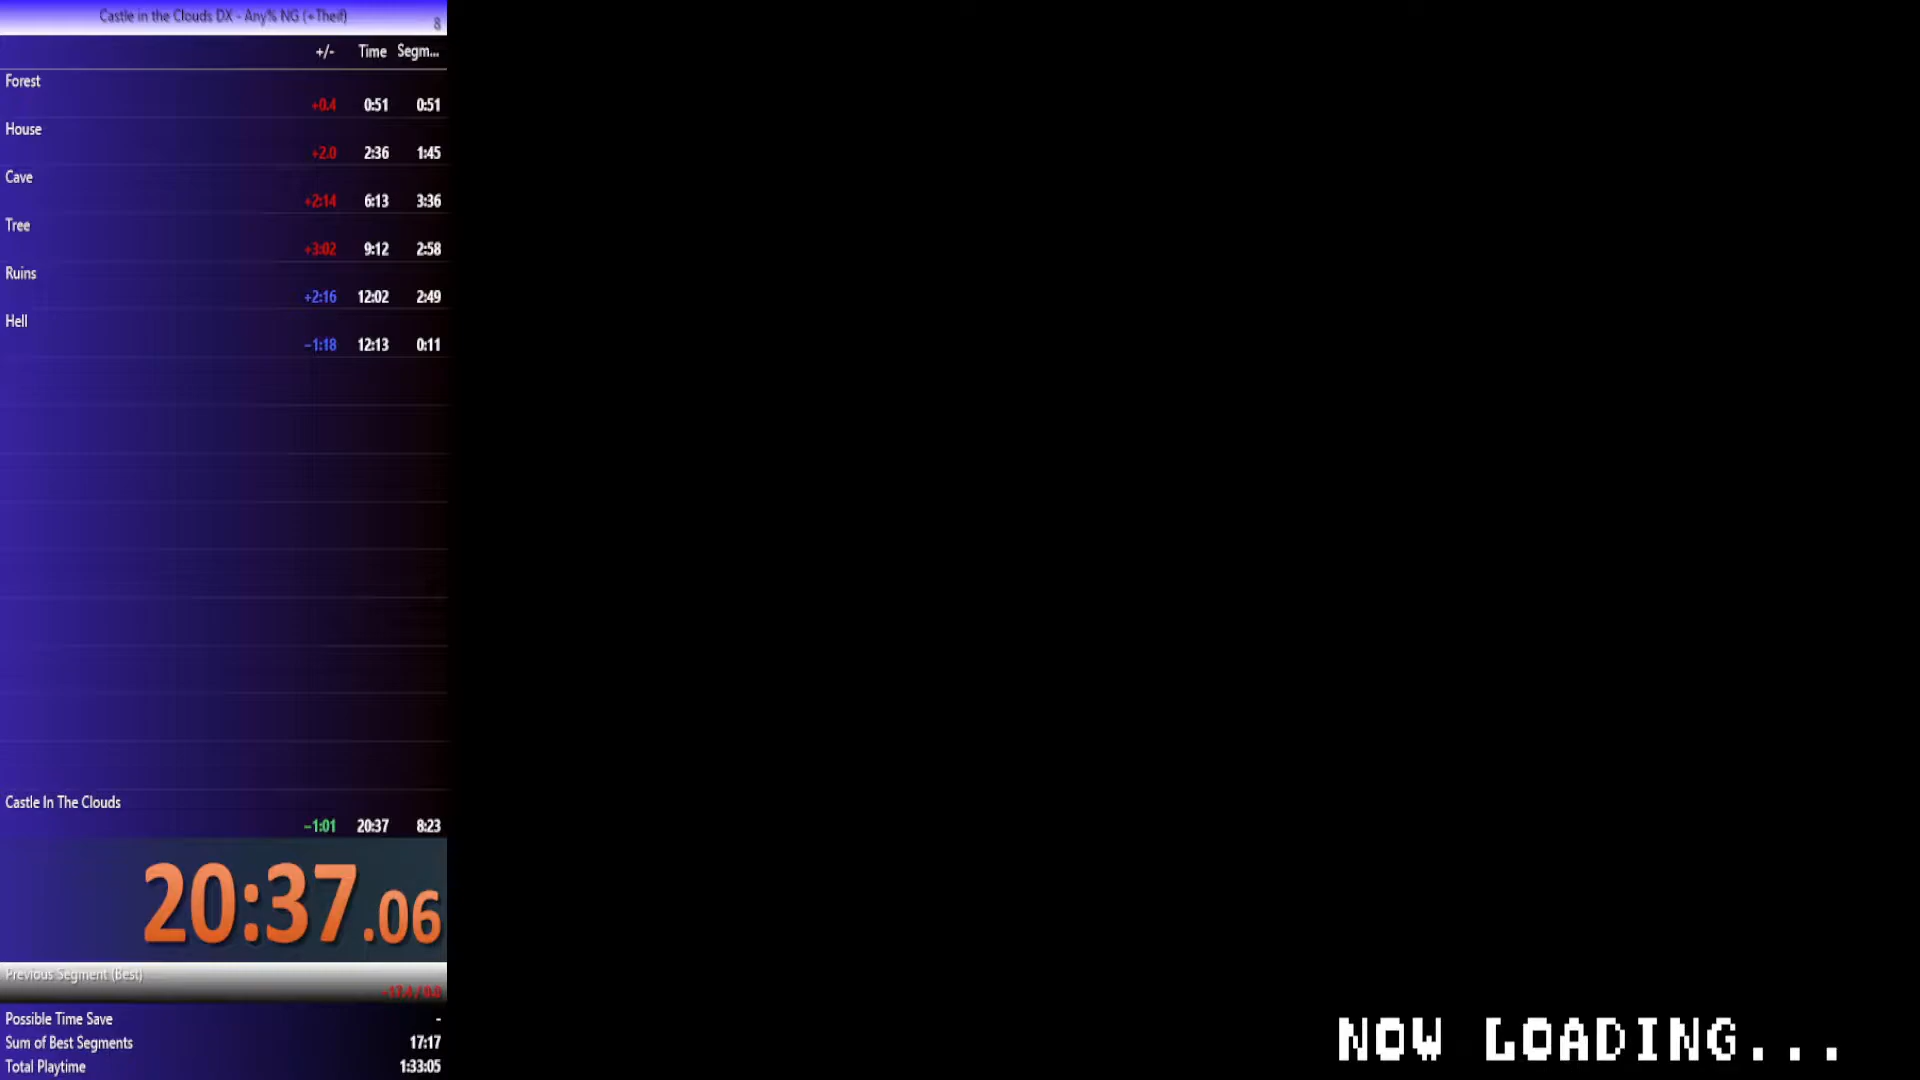 Castle in the Clouds DX - Any% NG (+Theif)
8
+/- Time Segm...
Forest
+0.4 0:51 0:51
House
+2.0 2:36 1:45
Cave
+2:14 6:13 3:36
Tree
+3:02 9:12 2:58
Ruins
+2:16 12:02 2:49
Hell
−1:18 12:13 0:11
Castle In The Clouds
−1:01 20:37 8:23
20:37.06
Previous Segment (Best)
Possible Time Save -
Sum of Best Segments 17:17
Total Playtime 1:33:05
NOW LOADING...